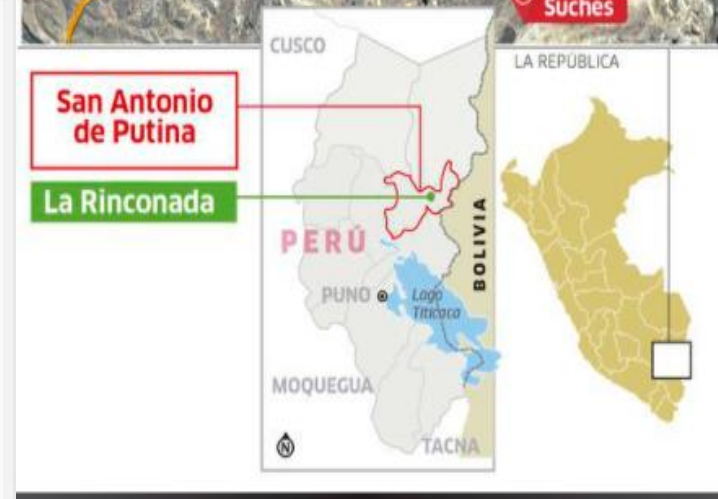 Suches
CUSCO
LA REPÚBLICA
San Antonio
de Putina
La Rinconada
PERÚ
BOLIVIA
PUNO
Lago
Titicaca
MOQUEGUA
TACNA
N